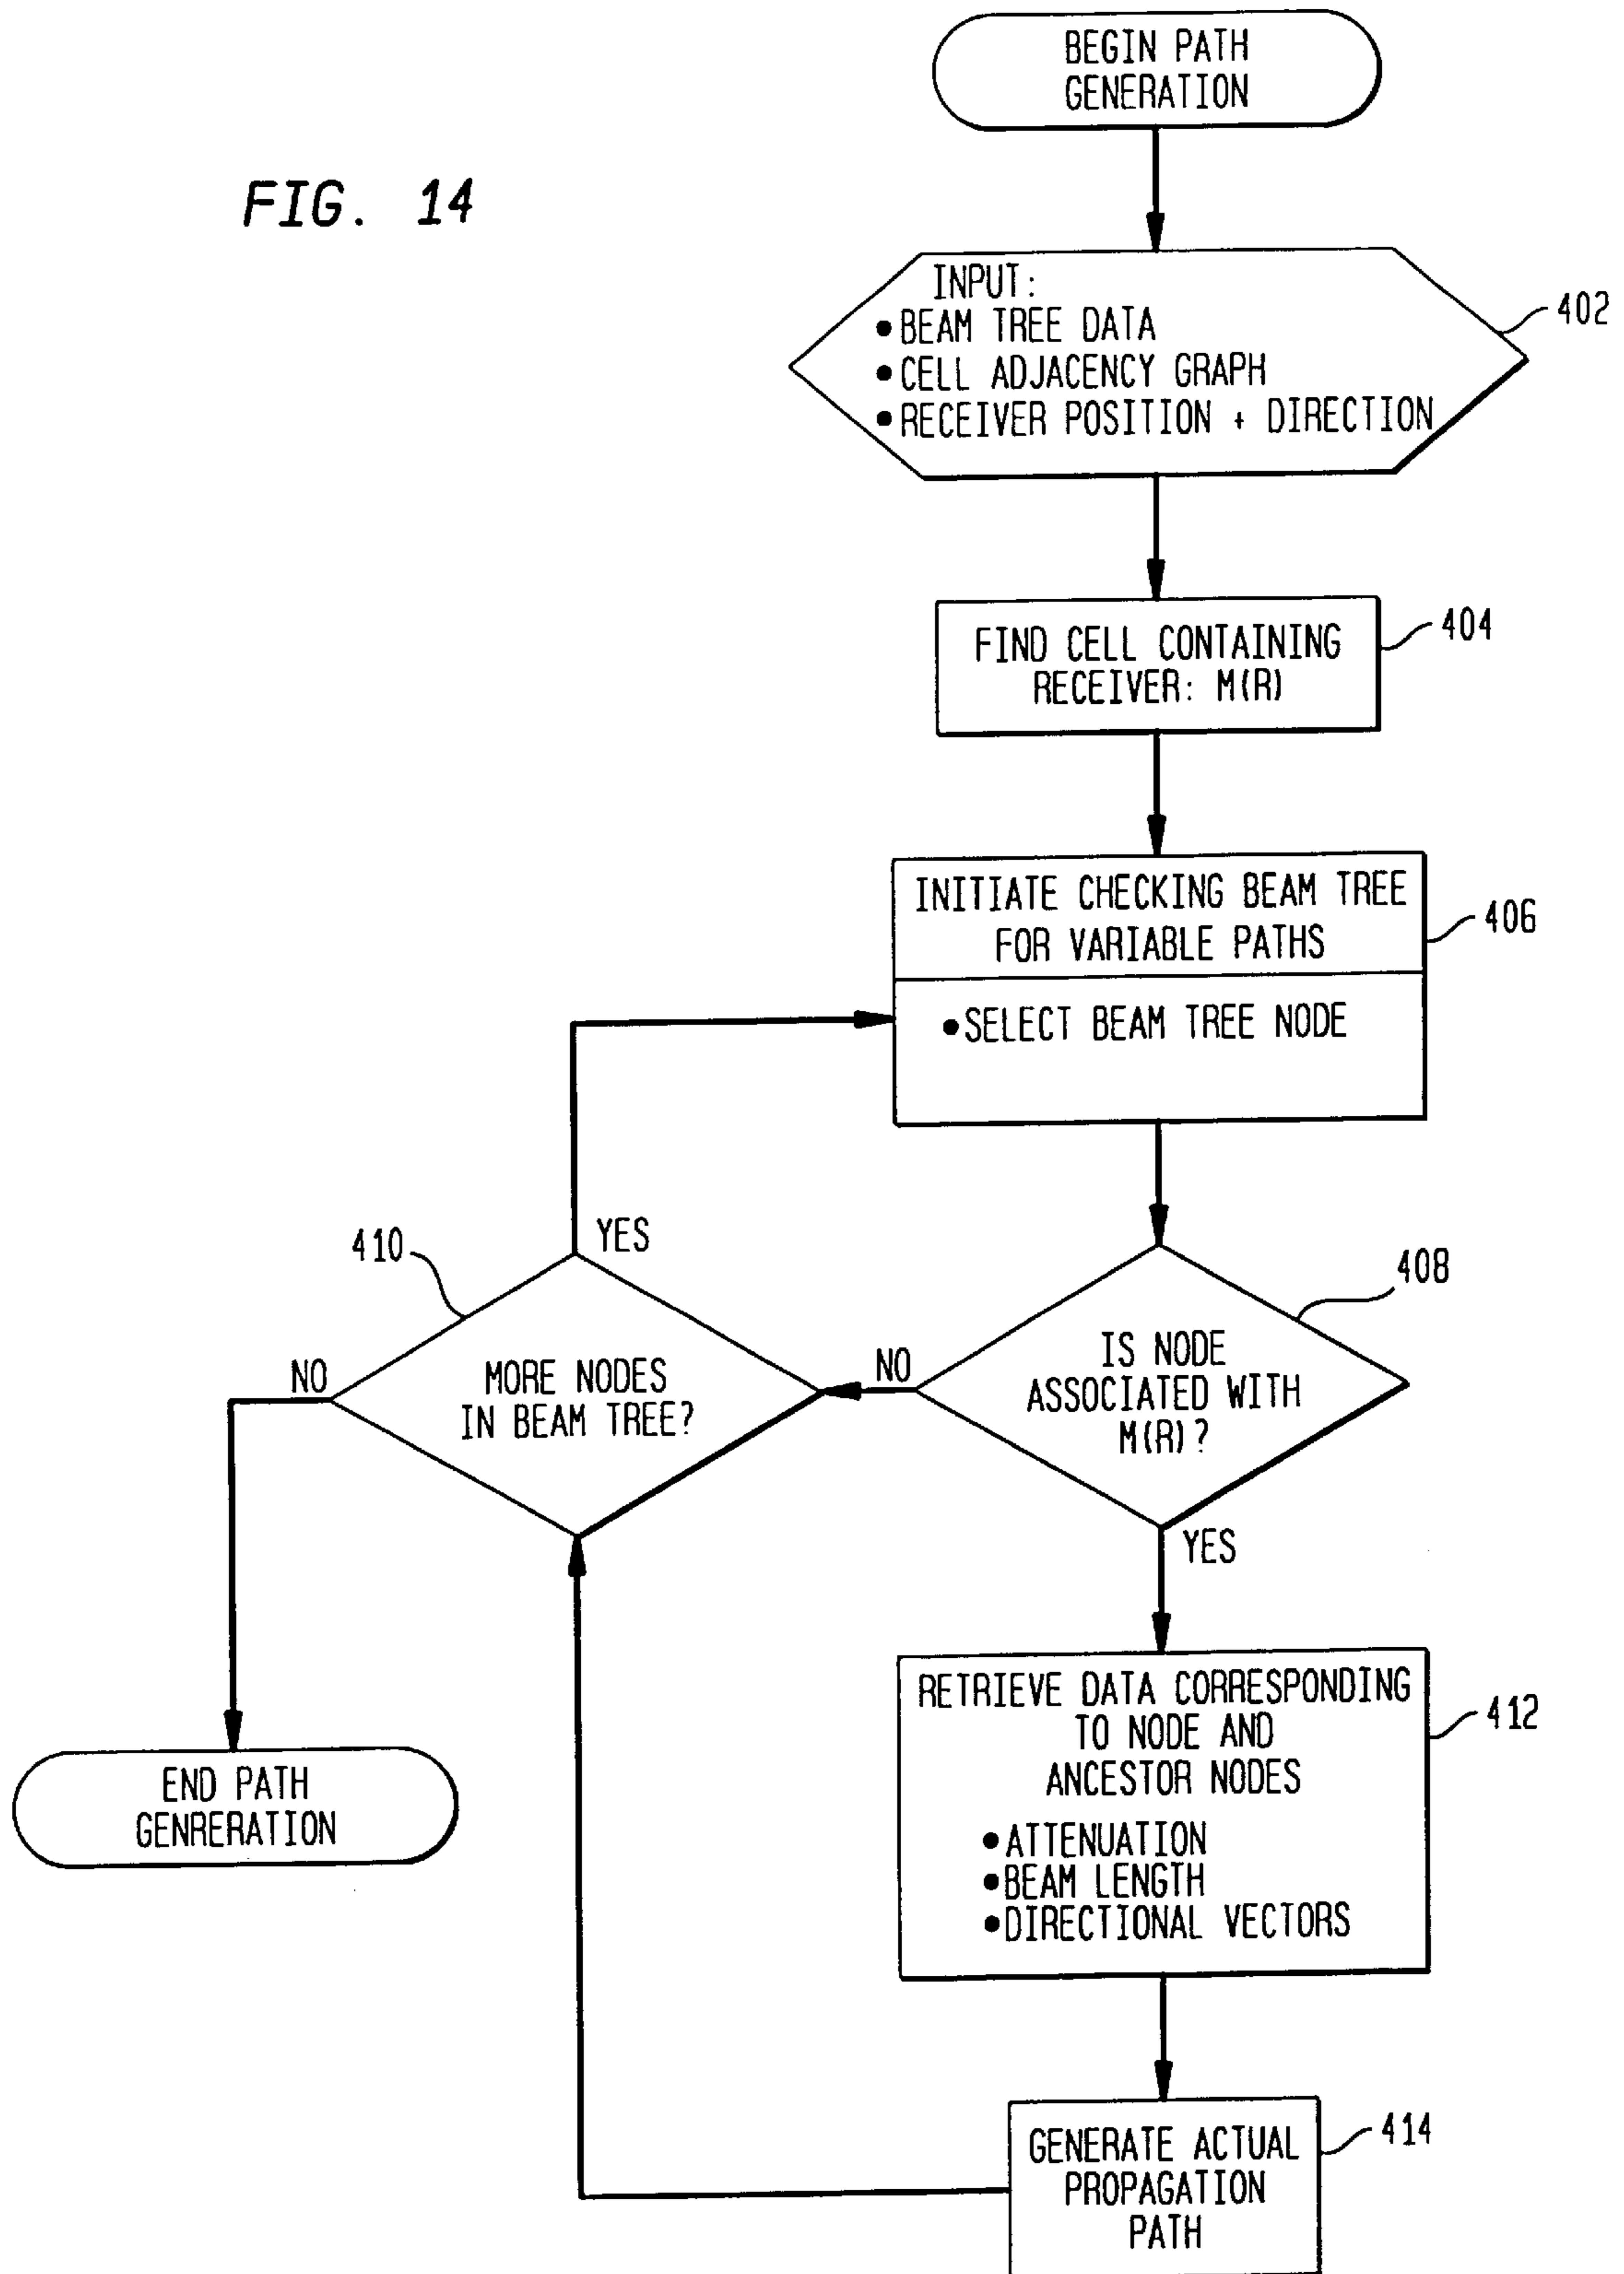 FIG. 14
BEGIN PATH
GENERATION
INPUT:
•BEAM TREE DATA
•CELL ADJACENCY GRAPH
•RECEIVER POSITION + DIRECTION
402
FIND CELL CONTAINING
RECEIVER: M(R)
404
INITIATE CHECKING BEAM TREE
FOR VARIABLE PATHS
•SELECT BEAM TREE NODE
406
IS NODE
ASSOCIATED WITH
M(R)?
408
NO
YES
MORE NODES
IN BEAM TREE?
410
YES
NO
END PATH
GENRERATION
RETRIEVE DATA CORRESPONDING
TO NODE AND
ANCESTOR NODES
•ATTENUATION
•BEAM LENGTH
•DIRECTIONAL VECTORS
412
GENERATE ACTUAL
PROPAGATION
PATH
414